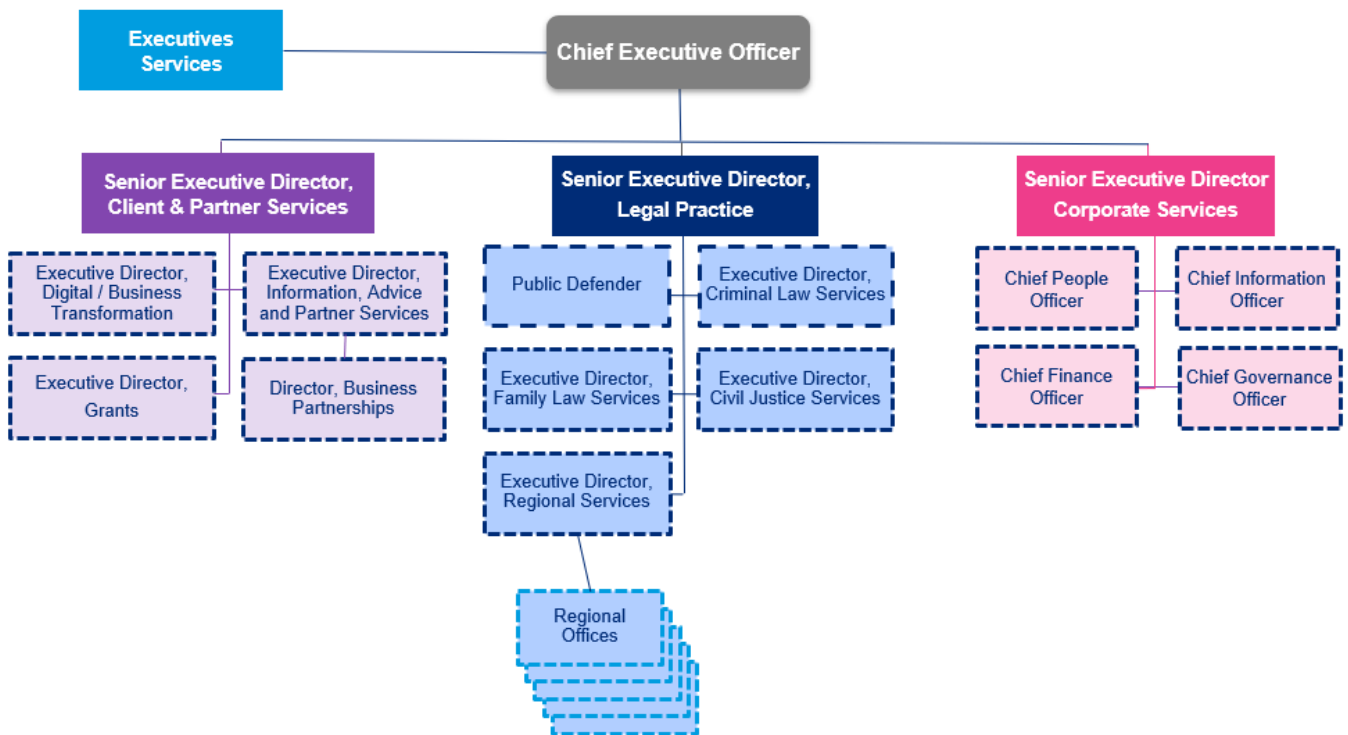 Executives
Services
Chief Executive Officer
Senior Executive Director,
Client & Partner Services
Senior Executive Director,
Legal Practice
Senior Executive Director
Corporate Services
Executive Director,
Digital / Business
Transformation
Executive Director,
Information, Advice
and Partner Services
Executive Director,
Grants
Director, Business
Partnerships
Public Defender
Executive Director,
Criminal Law Services
Executive Director,
Family Law Services
Executive Director,
Civil Justice Services
Executive Director,
Regional Services
Regional
Offices
Chief People
Officer
Chief Information
Officer
Chief Finance
Officer
Chief Governance
Officer